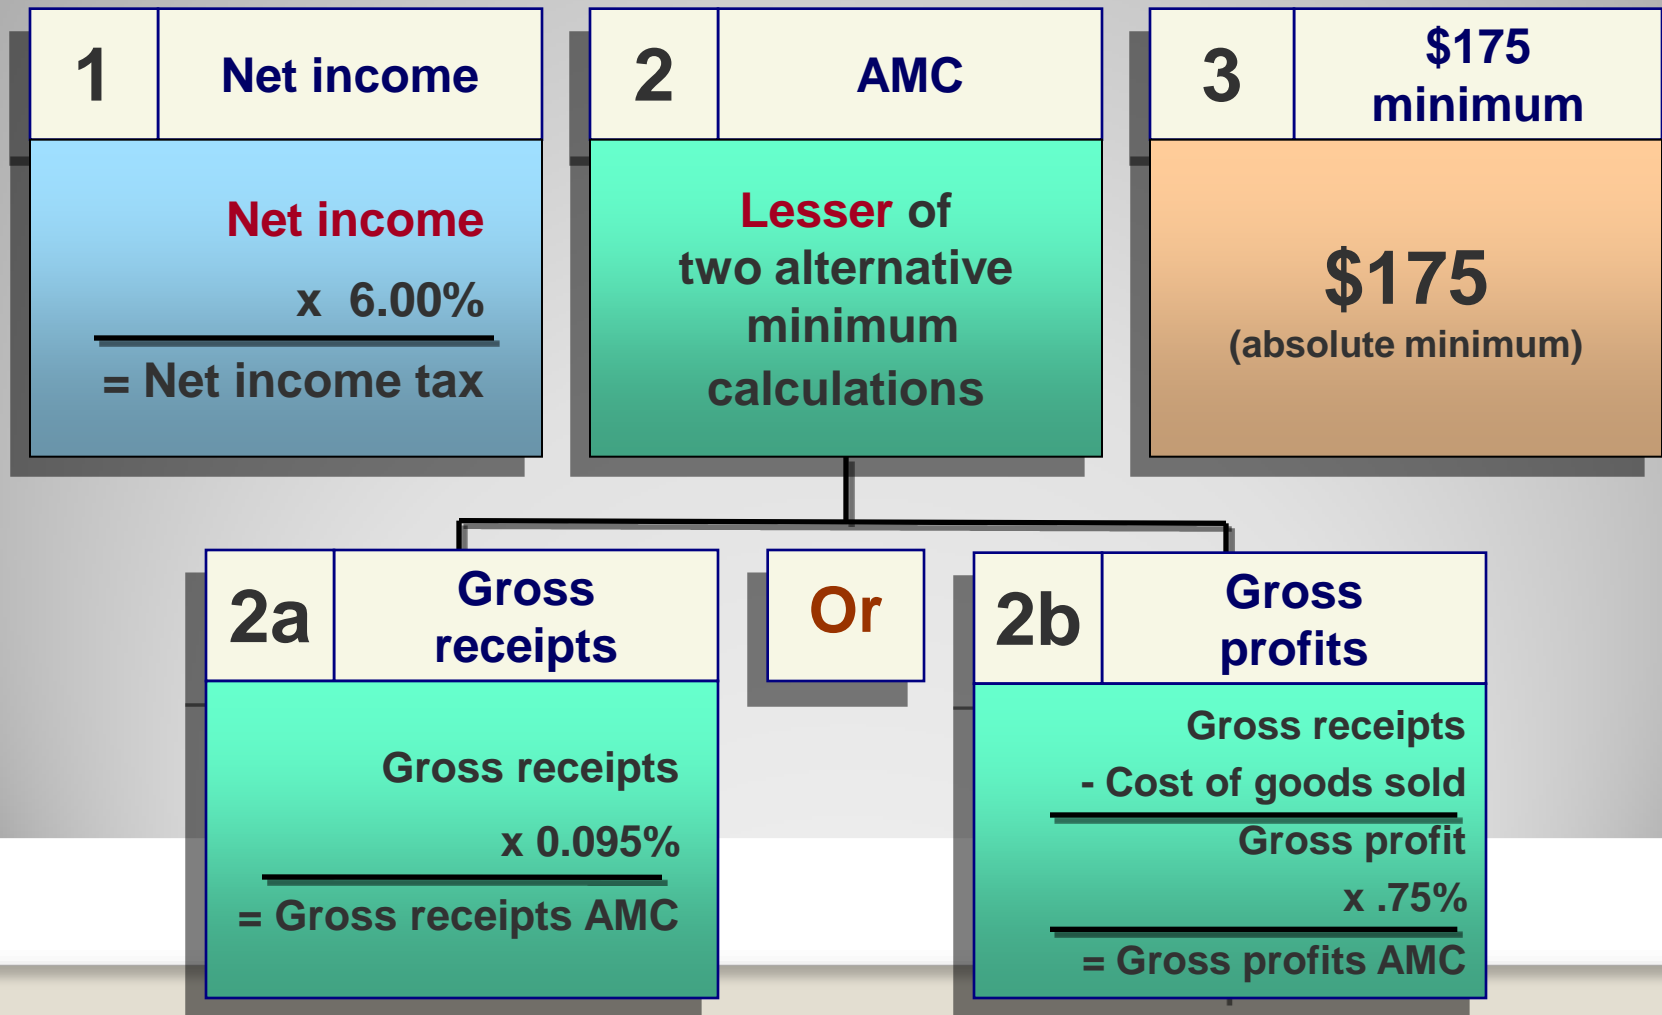 1
Net income
Net income
x 6.00%
= Net income tax
2
AMC
Lesser of
two alternative
minimum
calculations
3
$175
minimum
$175
(absolute minimum)
2a
Gross
receipts
Gross receipts
x 0.095%
= Gross receipts AMC
Or
2b
Gross
profits
Gross receipts
- Cost of goods sold
Gross profit
x .75%
= Gross profits AMC